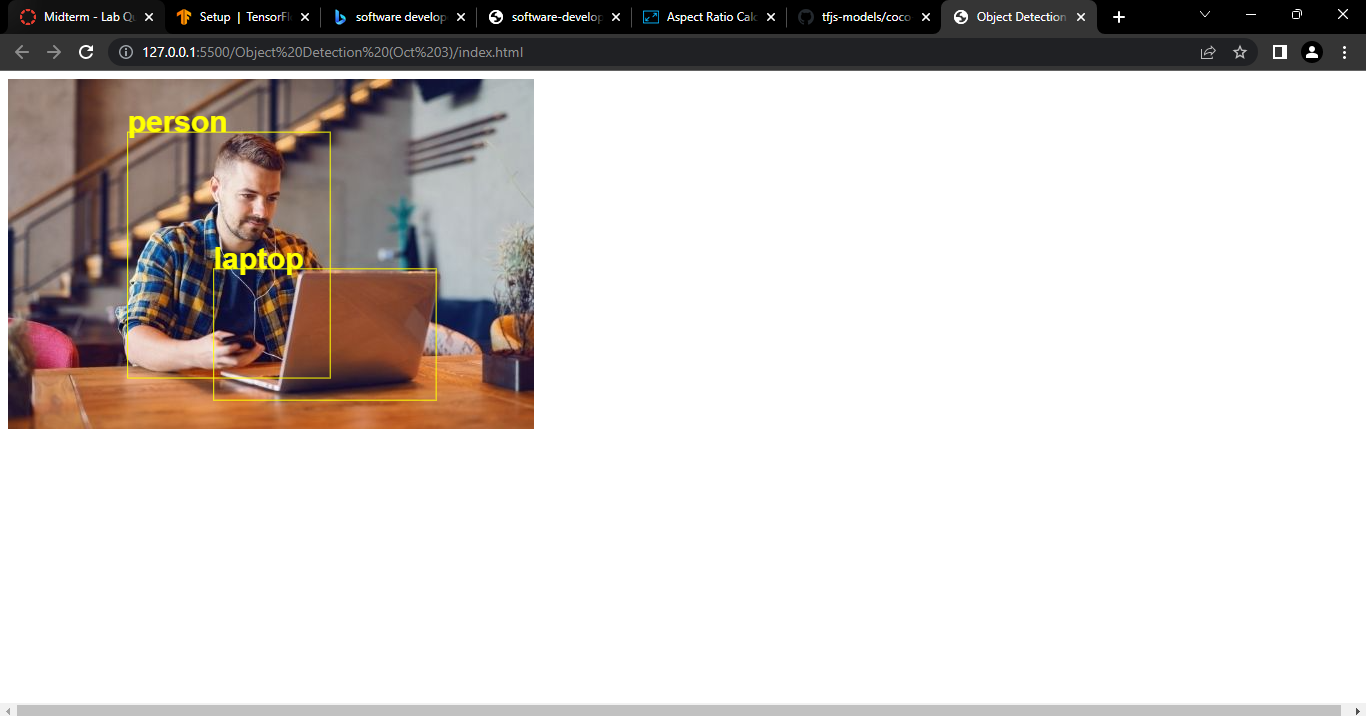 Midterm - Lab Qu
Setup | TensorFl
software develop
software-develop
Aspect Ratio Calc
tfjs-models/coco
Object Detection
127.0.0.1:5500/Object%20Detection%20(Oct%203)/index.html
person
laptop